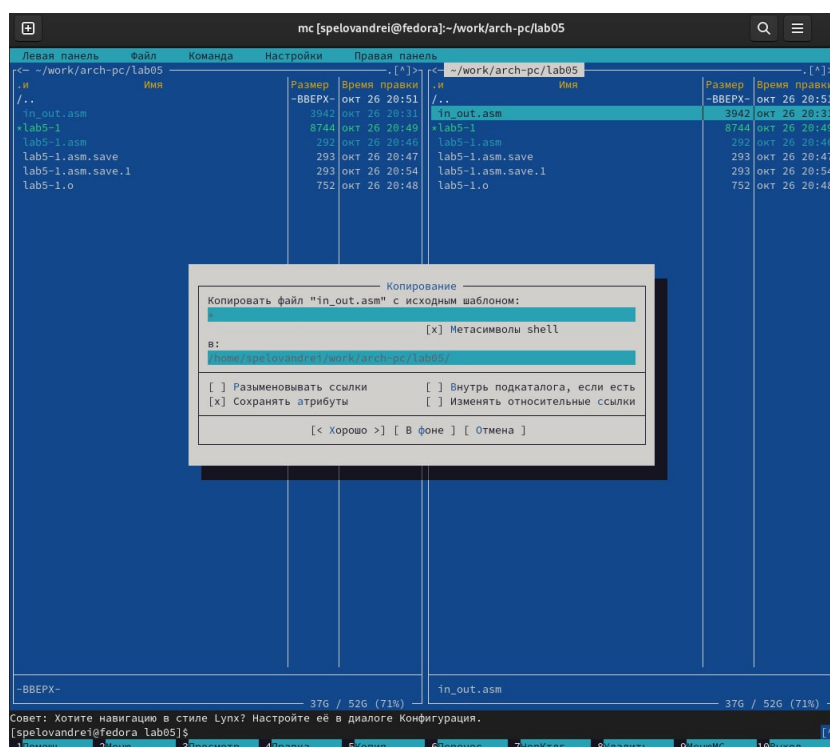 mc [spelovandrei@fedora]:~/work/arch-pc/lab05
Левая панель Файл Команда Настройки Правая панель
<— ~/work/arch-pc/lab05 .[^]> <— ~/work/arch-pc/lab05 .[^]>
.и Имя Размер Время правки .и Имя Размер Время правки
/.. -ВВЕРХ- окт 26 20:51 /.. -ВВЕРХ- окт 26 20:51
in_out.asm 3942 окт 26 20:31 in_out.asm 3942 окт 26 20:31
*lab5-1 8744 окт 26 20:49 *lab5-1 8744 окт 26 20:49
lab5-1.asm 292 окт 26 20:46 lab5-1.asm 292 окт 26 20:46
lab5-1.asm.save 293 окт 26 20:47 lab5-1.asm.save 293 окт 26 20:47
lab5-1.asm.save.1 293 окт 26 20:54 lab5-1.asm.save.1 293 окт 26 20:54
lab5-1.o 752 окт 26 20:48 lab5-1.o 752 окт 26 20:48
Копирование
Копировать файл "in_out.asm" с исходным шаблоном:
*
[x] Метасимволы shell
в:
/home/spelovandrei/work/arch-pc/lab05/
[ ] Разыменовывать ссылки [ ] Внутрь подкаталога, если есть
[x] Сохранять атрибуты [ ] Изменять относительные ссылки
[< Хорошо >] [ В фоне ] [ Отмена ]
-ВВЕРХ- in_out.asm
37G / 52G (71%) 37G / 52G (71%)
Совет: Хотите навигацию в стиле Lynx? Настройте её в диалоге Конфигурация.
[spelovandrei@fedora lab05]$